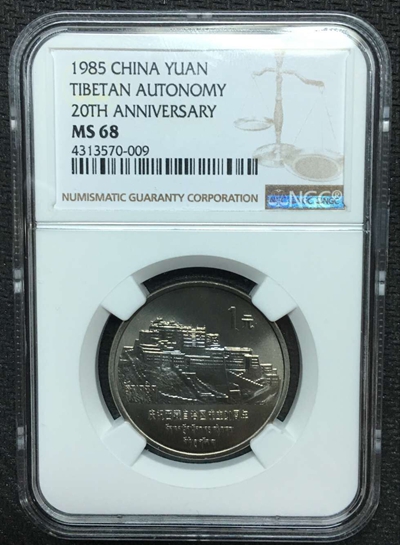 1985 CHINA YUAN
TIBETAN AUTONOMY
20TH ANNIVERSARY
MS 68
4313570-009
NUMISMATIC GUARANTY CORPORATION
NGC®
1元